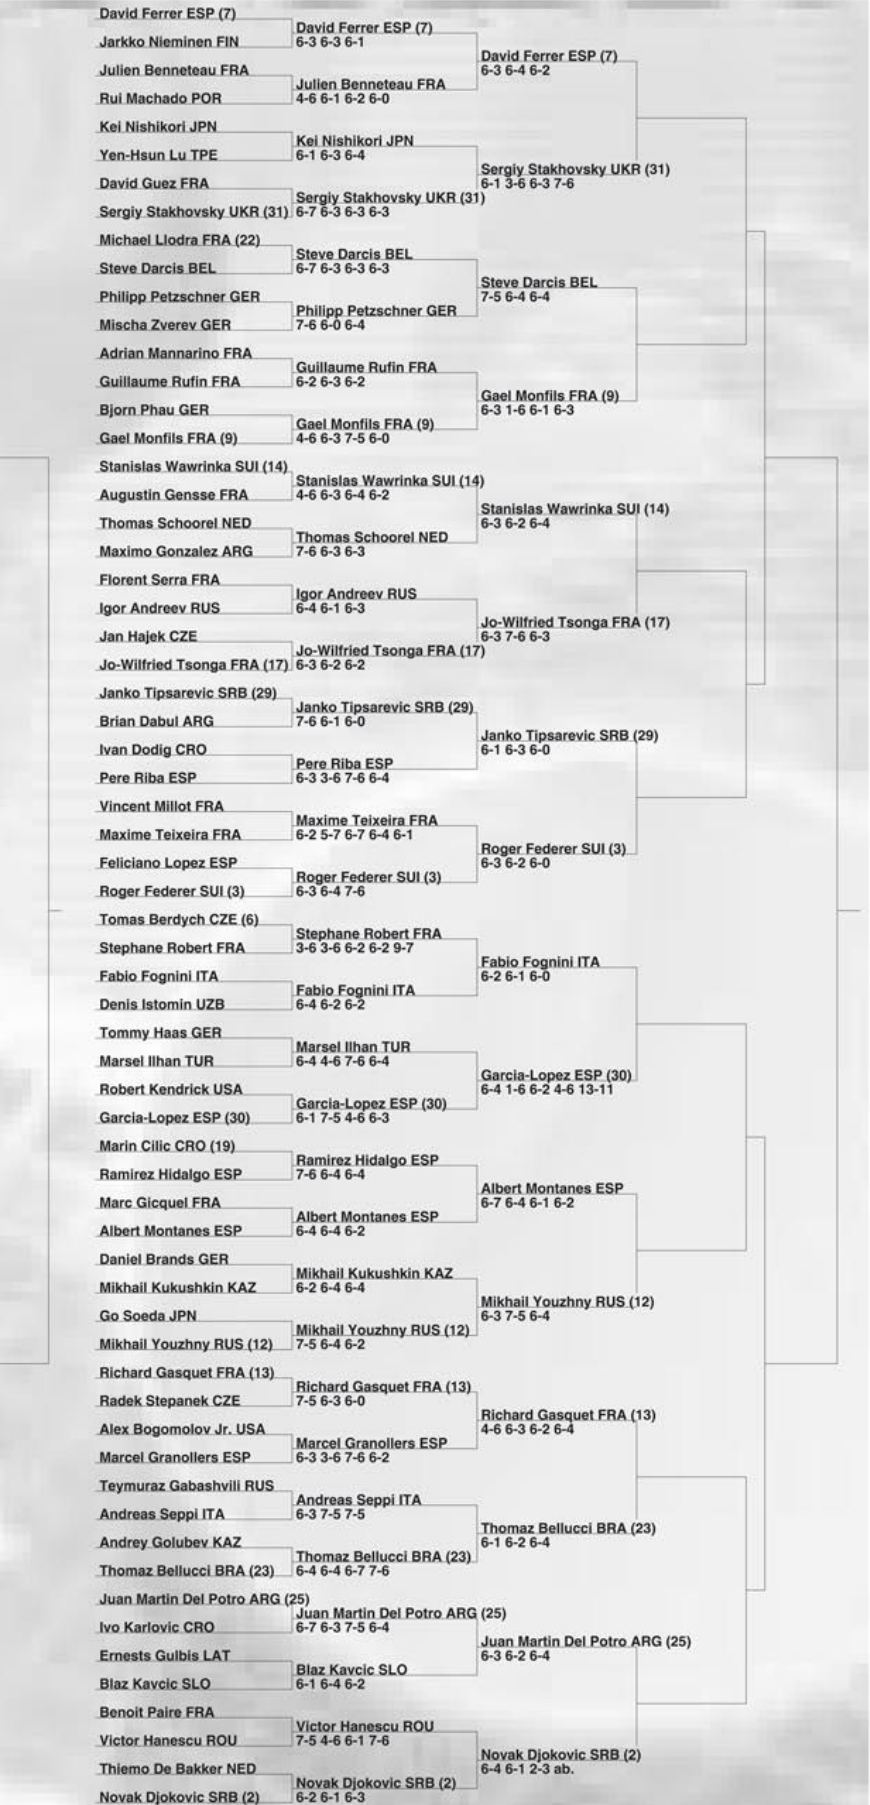 David Ferrer ESP (7)
Jarkko Nieminen FIN
Julien Benneteau FRA
Rui Machado POR
Kei Nishikori JPN
Yen-Hsun Lu TPE
David Guez FRA
Sergiy Stakhovsky UKR (31)
Michael Llodra FRA (22)
Steve Darcis BEL
Philipp Petzschner GER
Mischa Zverev GER
Adrian Mannarino FRA
Guillaume Rufin FRA
Bjorn Phau GER
Gael Monfils FRA (9)
Stanislas Wawrinka SUI (14)
Augustin Gensse FRA
Thomas Schoorel NED
Maximo Gonzalez ARG
Florent Serra FRA
Igor Andreev RUS
Jan Hajek CZE
Jo-Wilfried Tsonga FRA (17)
Janko Tipsarevic SRB (29)
Brian Dabul ARG
Ivan Dodig CRO
Pere Riba ESP
Vincent Millot FRA
Maxime Teixeira FRA
Feliciano Lopez ESP
Roger Federer SUI (3)
Tomas Berdych CZE (6)
Stephane Robert FRA
Fabio Fognini ITA
Denis Istomin UZB
Tommy Haas GER
Marsel Ilhan TUR
Robert Kendrick USA
Garcia-Lopez ESP (30)
Marin Cilic CRO (19)
Ramirez Hidalgo ESP
Marc Gicquel FRA
Albert Montanes ESP
Daniel Brands GER
Mikhail Kukushkin KAZ
Go Soeda JPN
Mikhail Youzhny RUS (12)
Richard Gasquet FRA (13)
Radek Stepanek CZE
Alex Bogomolov Jr. USA
Marcel Granollers ESP
Teymuraz Gabashvili RUS
Andreas Seppi ITA
Andrey Golubev KAZ
Thomaz Bellucci BRA (23)
Juan Martin Del Potro ARG (25)
Ivo Karlovic CRO
Ernests Gulbis LAT
Blaz Kavcic SLO
Benoit Paire FRA
Victor Hanescu ROU
Thiemo De Bakker NED
Novak Djokovic SRB (2)
David Ferrer ESP (7)
6-3 6-3 6-1
Julien Benneteau FRA
4-6 6-1 6-2 6-0
Kei Nishikori JPN
6-1 6-3 6-4
Sergiy Stakhovsky UKR (31)
6-7 6-3 6-3 6-3
Steve Darcis BEL
6-7 6-3 6-3 6-3
Philipp Petzschner GER
7-6 6-0 6-4
Guillaume Rufin FRA
6-2 6-3 6-2
Gael Monfils FRA (9)
4-6 6-3 7-5 6-0
Stanislas Wawrinka SUI (14)
4-6 6-3 6-4 6-2
Thomas Schoorel NED
7-6 6-3 6-3
Igor Andreev RUS
6-4 6-1 6-3
Jo-Wilfried Tsonga FRA (17)
6-3 6-2 6-2
Janko Tipsarevic SRB (29)
7-6 6-1 6-0
Pere Riba ESP
6-3 3-6 7-6 6-4
Maxime Teixeira FRA
6-2 5-7 6-7 6-4 6-1
Roger Federer SUI (3)
6-3 6-4 7-6
Stephane Robert FRA
3-6 3-6 6-2 6-2 9-7
Fabio Fognini ITA
6-4 6-2 6-2
Marsel Ilhan TUR
6-4 4-6 7-6 6-4
Garcia-Lopez ESP (30)
6-1 7-5 4-6 6-3
Ramirez Hidalgo ESP
7-6 6-4 6-4
Albert Montanes ESP
6-4 6-4 6-2
Mikhail Kukushkin KAZ
6-2 6-4 6-4
Mikhail Youzhny RUS (12)
7-5 6-4 6-2
Richard Gasquet FRA (13)
7-5 6-3 6-0
Marcel Granollers ESP
6-3 3-6 7-6 6-2
Andreas Seppi ITA
6-3 7-5 7-5
Thomaz Bellucci BRA (23)
6-4 6-4 6-7 7-6
Juan Martin Del Potro ARG (25)
6-7 6-3 7-5 6-4
Blaz Kavcic SLO
6-1 6-4 6-2
Victor Hanescu ROU
7-5 4-6 6-1 7-6
Novak Djokovic SRB (2)
6-2 6-1 6-3
David Ferrer ESP (7)
6-3 6-4 6-2
Sergiy Stakhovsky UKR (31)
6-1 3-6 6-3 7-6
Steve Darcis BEL
7-5 6-4 6-4
Gael Monfils FRA (9)
6-3 1-6 6-1 6-3
Stanislas Wawrinka SUI (14)
6-3 6-2 6-4
Jo-Wilfried Tsonga FRA (17)
6-3 7-6 6-3
Janko Tipsarevic SRB (29)
6-1 6-3 6-0
Roger Federer SUI (3)
6-3 6-2 6-0
Fabio Fognini ITA
6-2 6-1 6-0
Garcia-Lopez ESP (30)
6-4 1-6 6-2 4-6 13-11
Albert Montanes ESP
6-7 6-4 6-1 6-2
Mikhail Youzhny RUS (12)
6-3 7-5 6-4
Richard Gasquet FRA (13)
4-6 6-3 6-2 6-4
Thomaz Bellucci BRA (23)
6-1 6-2 6-4
Juan Martin Del Potro ARG (25)
6-3 6-2 6-4
Novak Djokovic SRB (2)
6-4 6-1 2-3 ab.